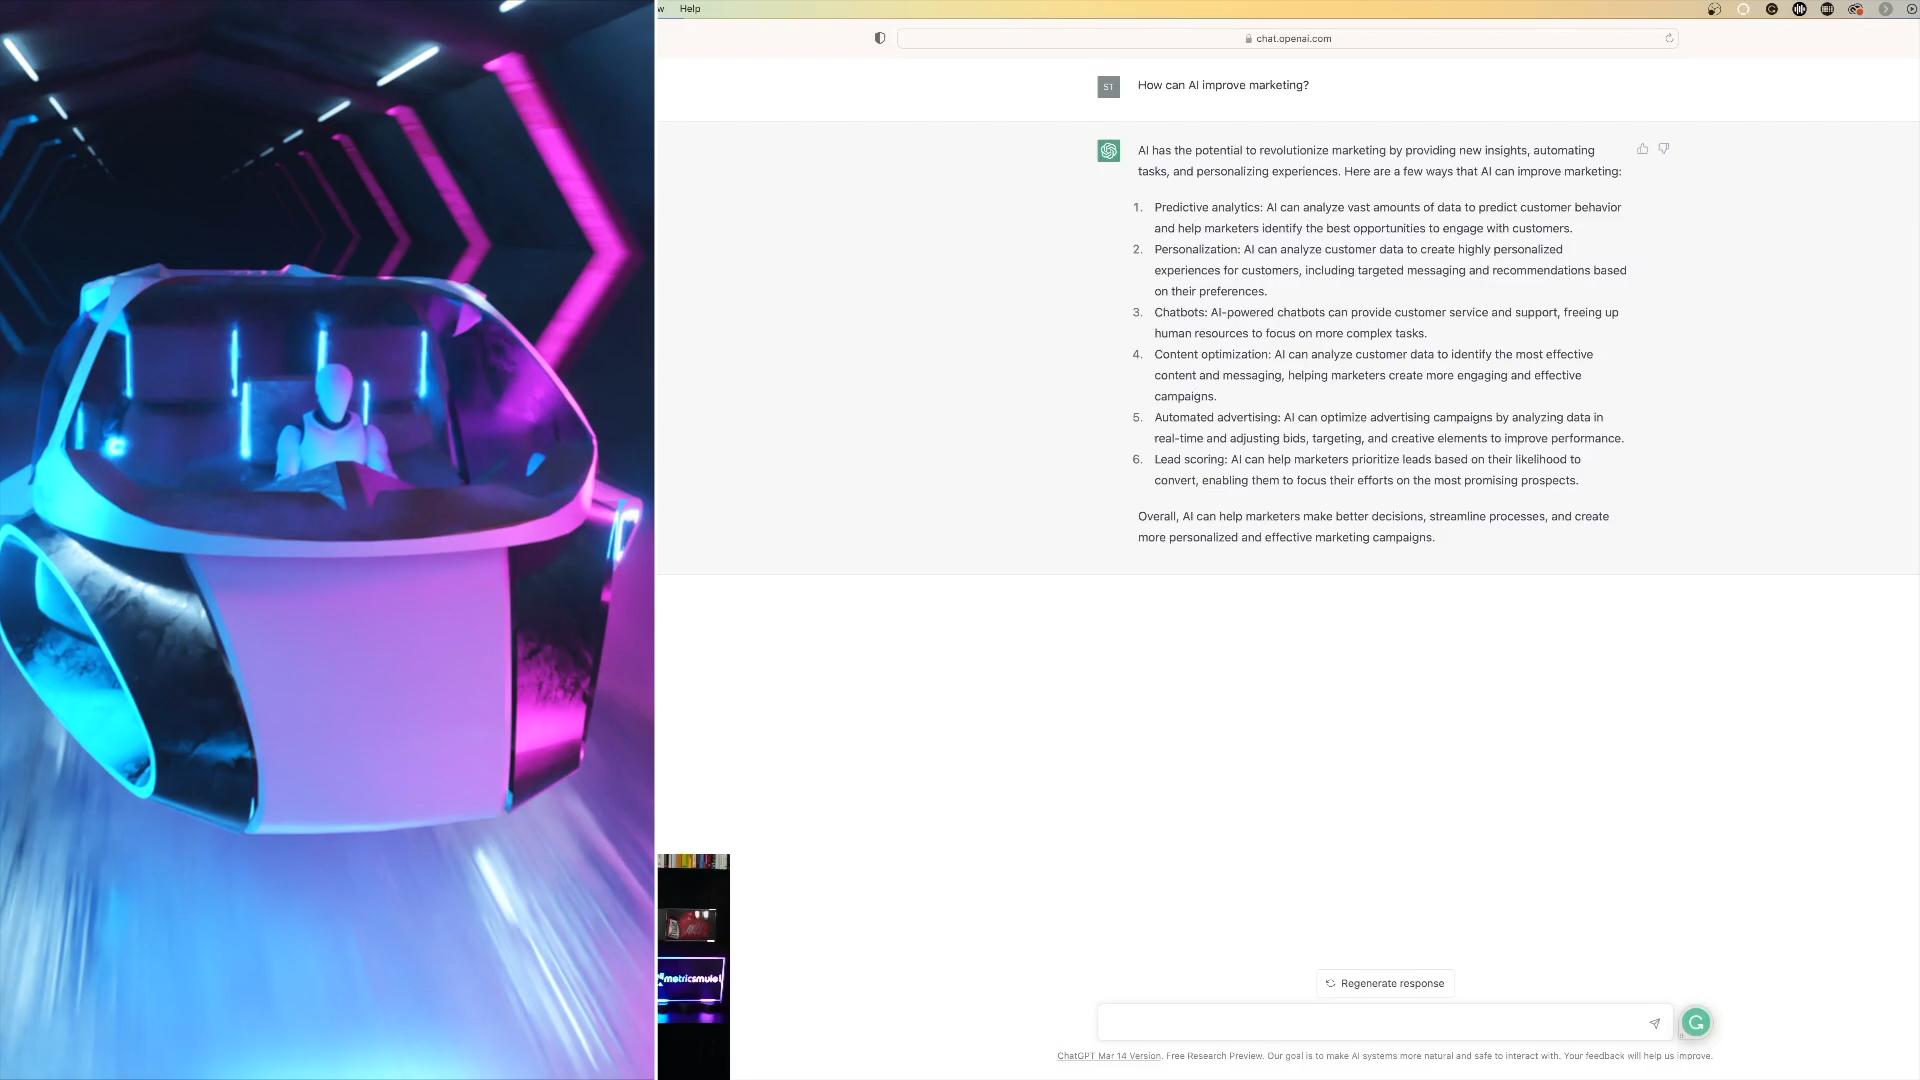 w Help
chat.openai.com
ST
How can AI improve marketing?
AI has the potential to revolutionize marketing by providing new insights, automating
tasks, and personalizing experiences. Here are a few ways that AI can improve marketing:
1. Predictive analytics: AI can analyze vast amounts of data to predict customer behavior
and help marketers identify the best opportunities to engage with customers.
2. Personalization: AI can analyze customer data to create highly personalized
experiences for customers, including targeted messaging and recommendations based
on their preferences.
3. Chatbots: AI-powered chatbots can provide customer service and support, freeing up
human resources to focus on more complex tasks.
4. Content optimization: AI can analyze customer data to identify the most effective
content and messaging, helping marketers create more engaging and effective
campaigns.
5. Automated advertising: AI can optimize advertising campaigns by analyzing data in
real-time and adjusting bids, targeting, and creative elements to improve performance.
6. Lead scoring: AI can help marketers prioritize leads based on their likelihood to
convert, enabling them to focus their efforts on the most promising prospects.
Overall, AI can help marketers make better decisions, streamline processes, and create
more personalized and effective marketing campaigns.
metricsmule
Regenerate response
ChatGPT Mar 14 Version. Free Research Preview. Our goal is to make AI systems more natural and safe to interact with. Your feedback will help us improve.